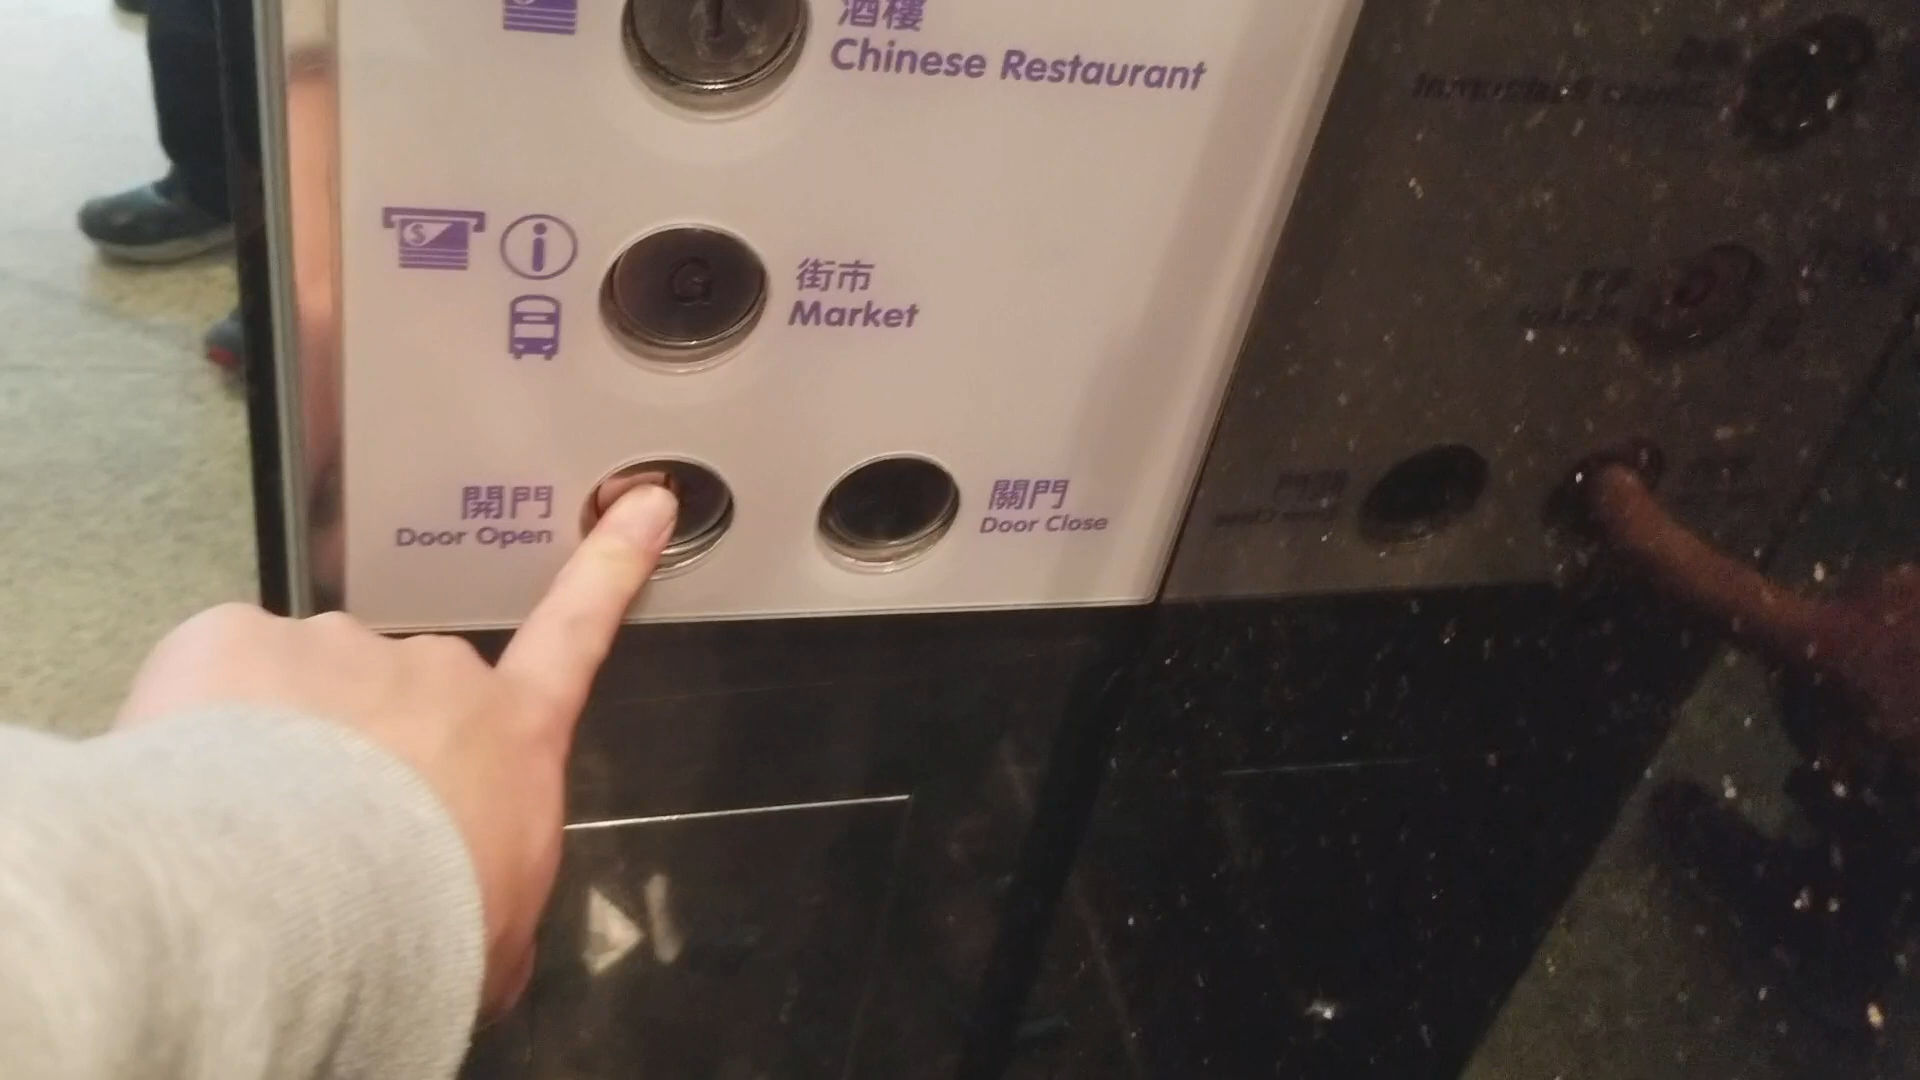 酒樓
Chinese Restaurant
G
街市
Market
開門
Door Open
關門
Door Close